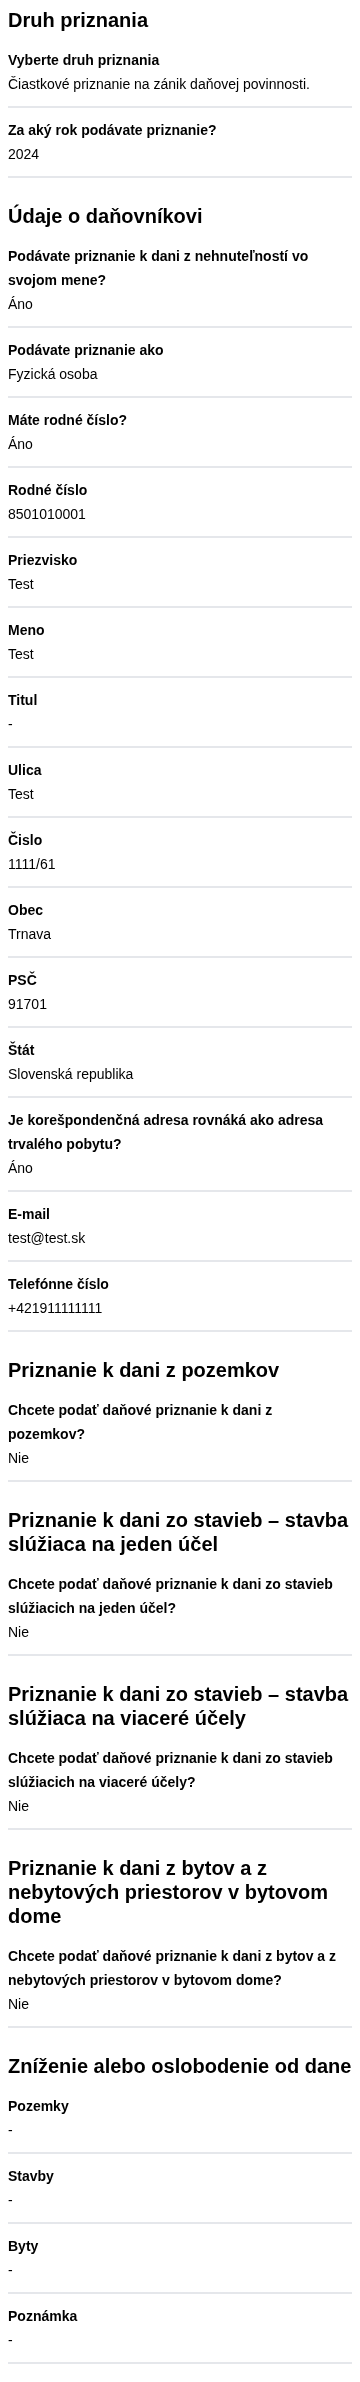 Druh priznania
Vyberte druh priznania
Čiastkové priznanie na zánik daňovej povinnosti.
Za aký rok podávate priznanie?
2024
Údaje o daňovníkovi
Podávate priznanie k dani z nehnuteľností vo
svojom mene?
Áno
Podávate priznanie ako
Fyzická osoba
Máte rodné číslo?
Áno
Rodné číslo
8501010001
Priezvisko
Test
Meno
Test
Titul
-
Ulica
Test
Čislo
1111/61
Obec
Trnava
PSČ
91701
Štát
Slovenská republika
Je korešpondenčná adresa rovnáká ako adresa
trvalého pobytu?
Áno
E-mail
test@test.sk
Telefónne číslo
+421911111111
Priznanie k dani z pozemkov
Chcete podať daňové priznanie k dani z
pozemkov?
Nie
Priznanie k dani zo stavieb – stavba
slúžiaca na jeden účel
Chcete podať daňové priznanie k dani zo stavieb
slúžiacich na jeden účel?
Nie
Priznanie k dani zo stavieb – stavba
slúžiaca na viaceré účely
Chcete podať daňové priznanie k dani zo stavieb
slúžiacich na viaceré účely?
Nie
Priznanie k dani z bytov a z
nebytových priestorov v bytovom
dome
Chcete podať daňové priznanie k dani z bytov a z
nebytových priestorov v bytovom dome?
Nie
Zníženie alebo oslobodenie od dane
Pozemky
-
Stavby
-
Byty
-
Poznámka
-